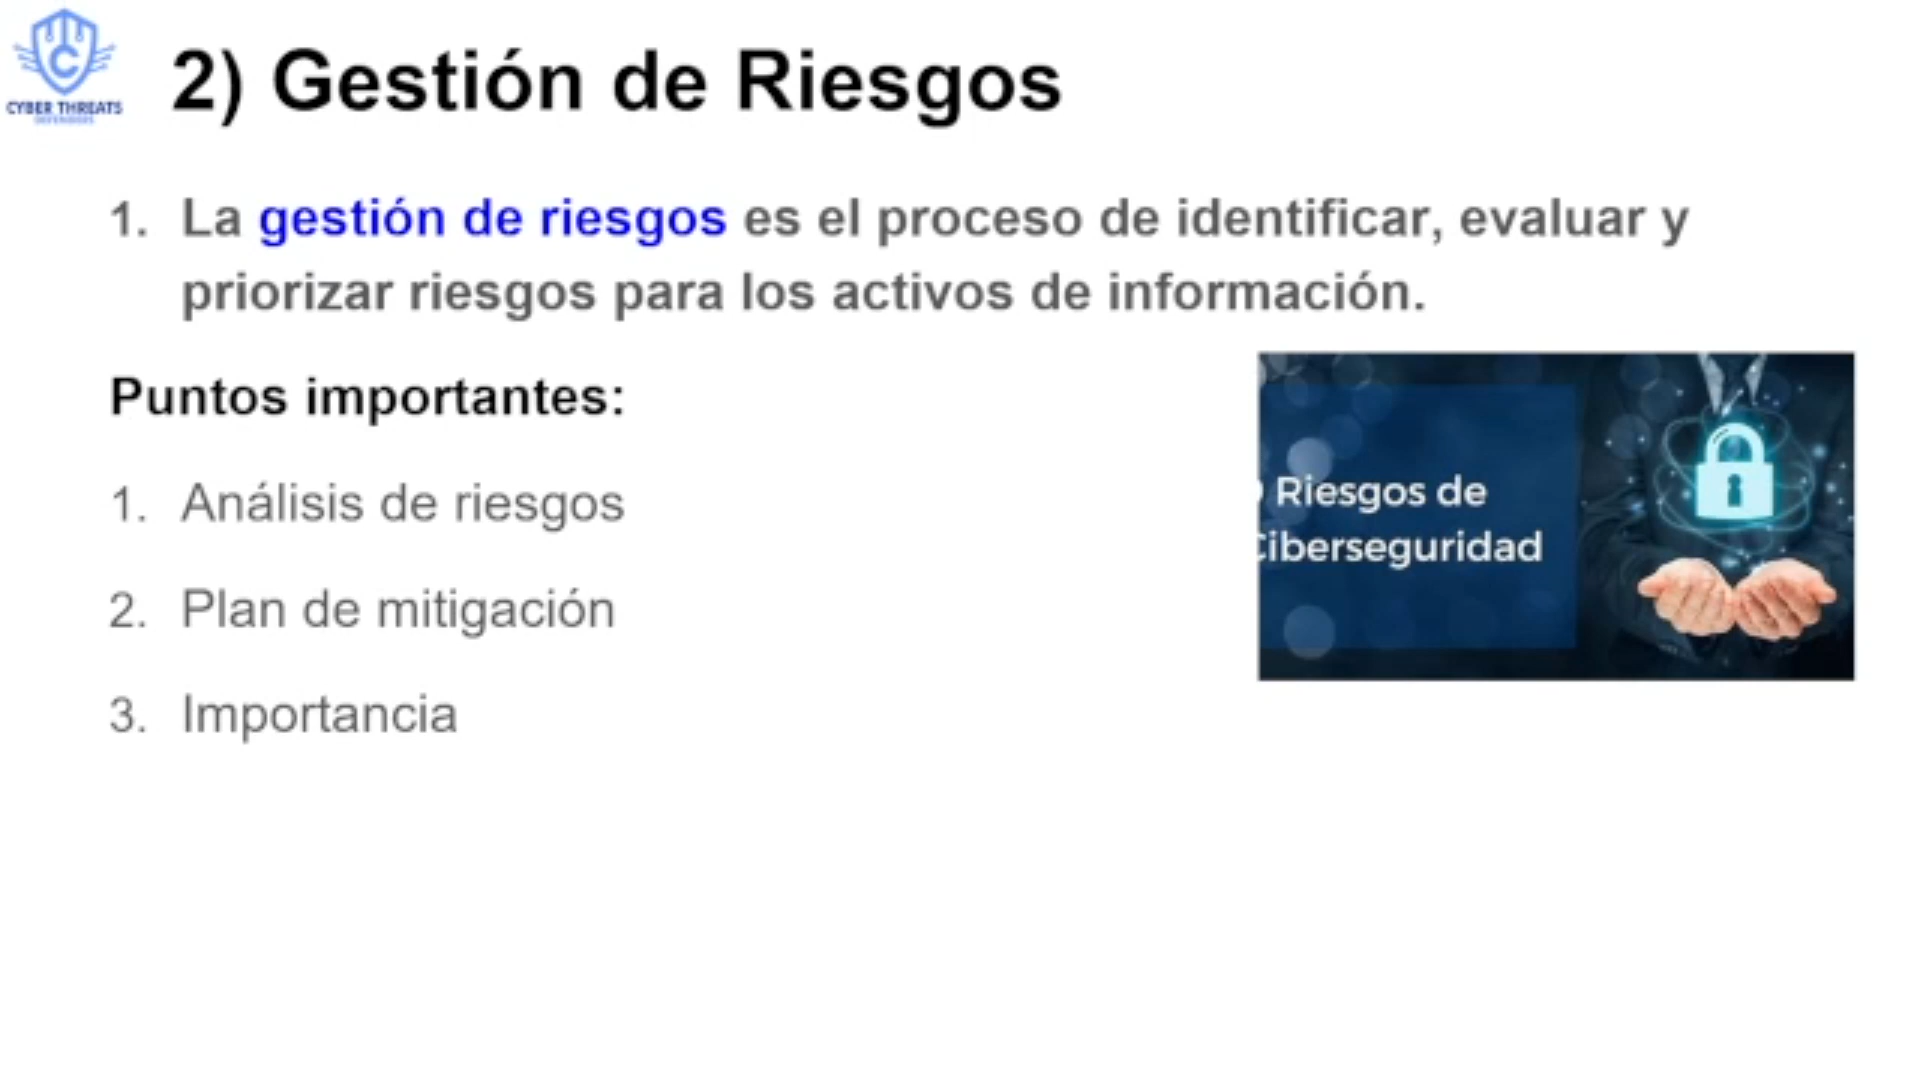 CYBER THREATS
DEFENDERS
2) Gestión de Riesgos
1. La gestión de riesgos es el proceso de identificar, evaluar y
priorizar riesgos para los activos de información.
Puntos importantes:
1. Análisis de riesgos
2. Plan de mitigación
3. Importancia
Riesgos de
Ciberseguridad